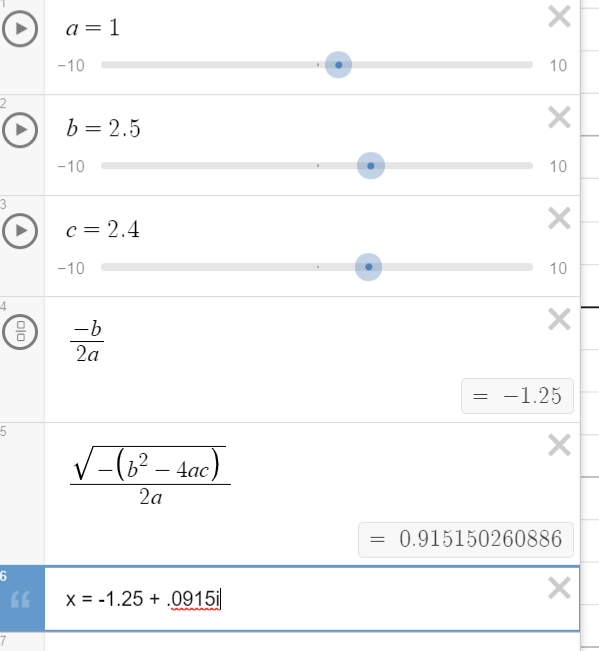 1
a = 1
−10 10
2
b = 2.5
−10 10
3
c = 2.4
−10 10
4
−b
2a
= −1.25
5
√−(b² − 4ac)
2a
= 0.915150260886
6
x = -1.25 + .0915i
7